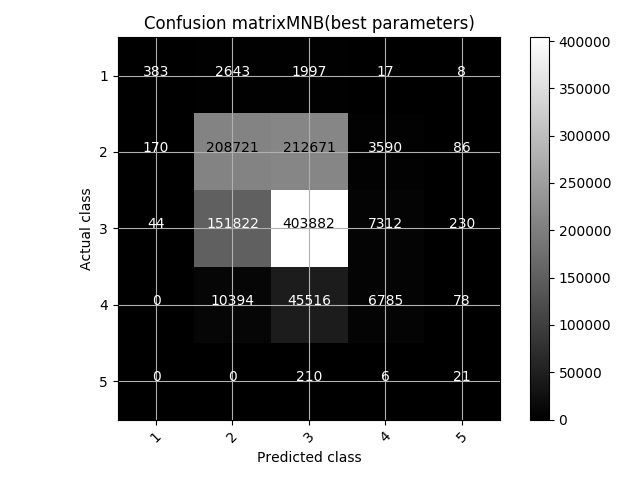 Confusion matrixMNB(best parameters)
400000
1 383 2643 1997 17 8
350000
300000
2 170 208721 212671 3590 86
250000
Actual class
3 44 151822 403882 7312 230
200000
150000
4 0 10394 45516 6785 78
100000
50000
5 0 0 210 6 21
0
1 2 3 4 5
Predicted class